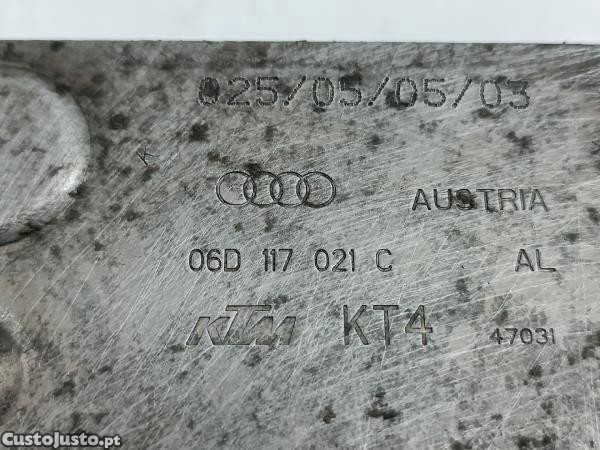 025/05/05/03
K
AUSTRIA
06D 117 021 C AL
KTM KT4 47031
CustoJusto.pt